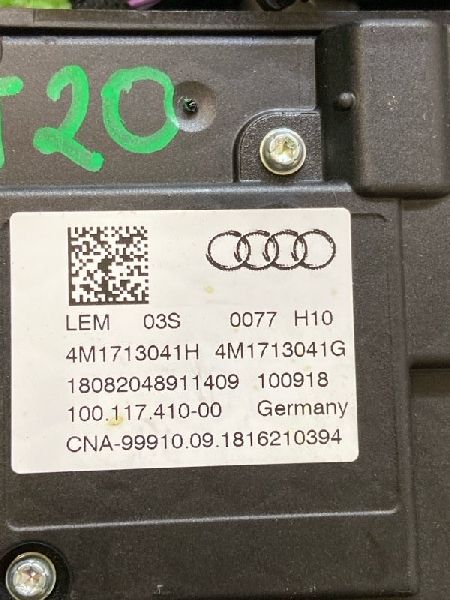 T20
LEM 03S 0077 H10
4M1713041H 4M1713041G
18082048911409 100918
100.117.410-00 Germany
CNA-99910.09.1816210394